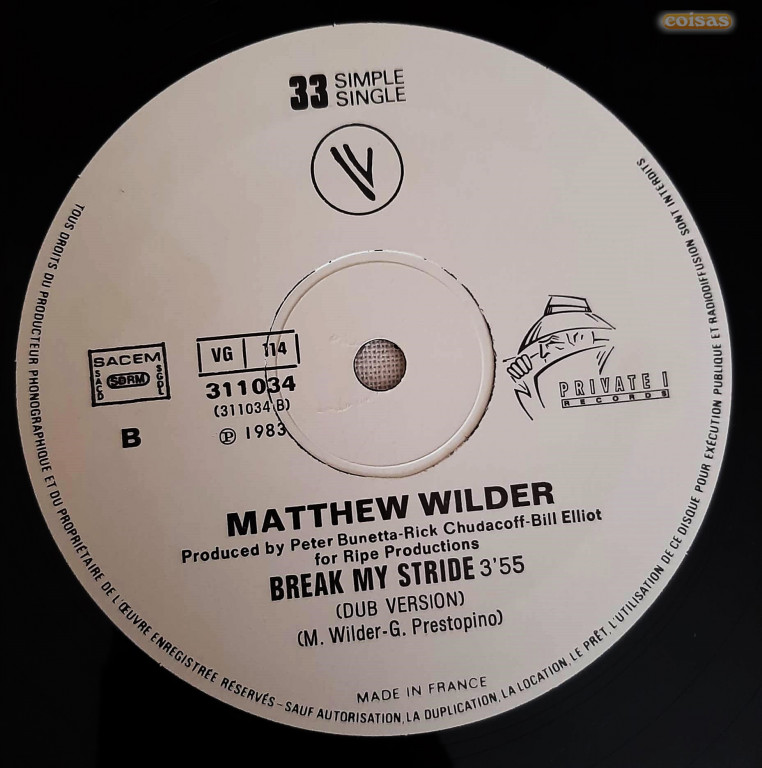 coisas
33 SIMPLE
SINGLE
TOUS DROITS DU PRODUCTEUR PHONOGRAPHIQUE ET DU PROPRIÉTAIRE DE L'ŒUVRE ENREGISTRÉE RÉSERVÉS - SAUF AUTORISATION, LA DUPLICATION, LA LOCATION, LE PRÊT, L'UTILISATION DE CE DISQUE POUR EXÉCUTION PUBLIQUE ET RADIODIFFUSION SONT INTERDITS
SACEM
SACD
SDRM
SGDL
VG 114
311034
(311034 B)
B
℗ 1983
PRIVATE I
RECORDS
MATTHEW WILDER
Produced by Peter Bunetta-Rick Chudacoff-Bill Elliot
for Ripe Productions
BREAK MY STRIDE 3'55
(DUB VERSION)
(M. Wilder-G. Prestopino)
MADE IN FRANCE